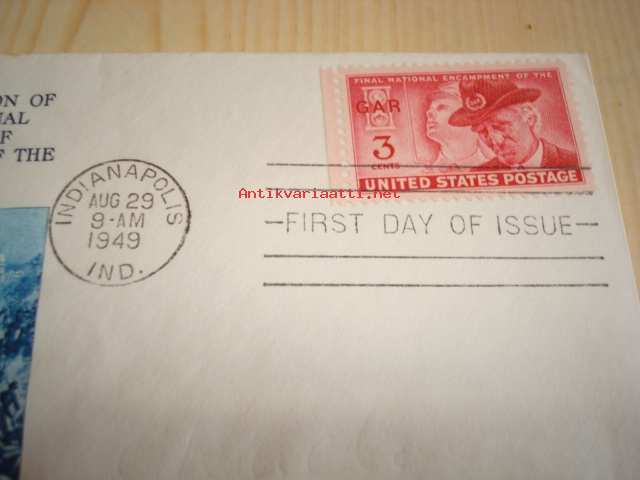 ON OF
AL
F
F THE
INDIANAPOLIS
AUG 29
9-AM
1949
IND.
FINAL NATIONAL ENCAMPMENT OF THE
GAR
3
CENTS
UNITED STATES POSTAGE
Antikvariaatti.net
FIRST DAY OF ISSUE